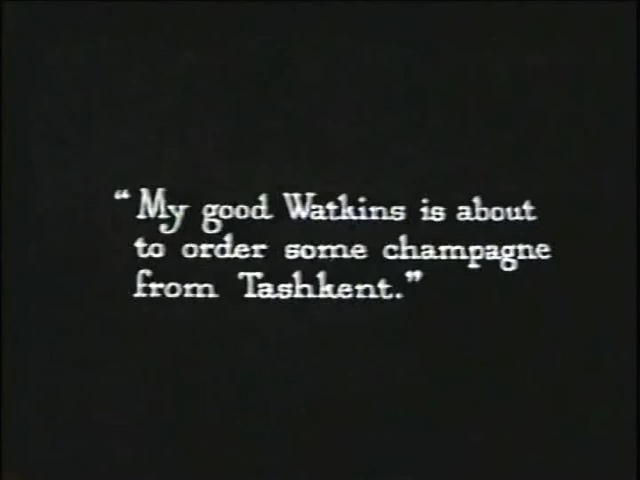 “My good Watkins is about
to order some champagne
from Tashkent.”